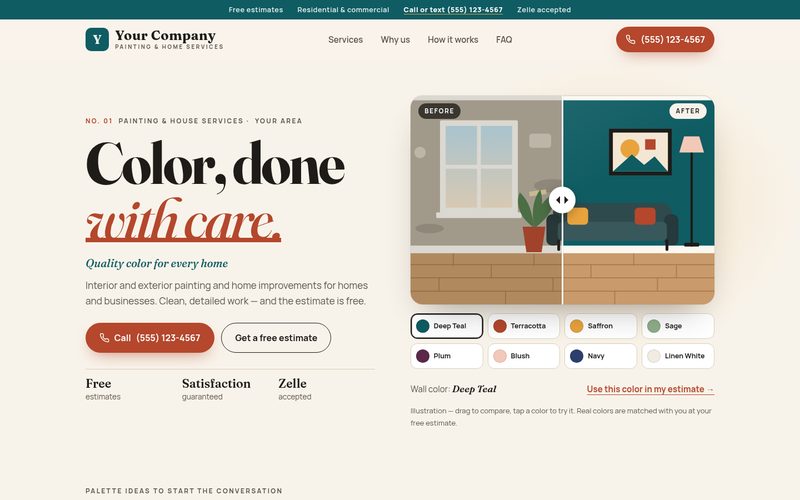 Free estimates
Residential & commercial
Call or text (555) 123-4567
Zelle accepted
Y
Your Company
PAINTING & HOME SERVICES
Services
Why us
How it works
FAQ
(555) 123-4567
NO. 01 PAINTING & HOUSE SERVICES · YOUR AREA
Color, done
with care.
Quality color for every home
Interior and exterior painting and home improvements for homes
and businesses. Clean, detailed work — and the estimate is free.
Call (555) 123-4567
Get a free estimate
Free
estimates
Satisfaction
guaranteed
Zelle
accepted
BEFORE
AFTER
Deep Teal
Terracotta
Saffron
Sage
Plum
Blush
Navy
Linen White
Wall color: Deep Teal
Use this color in my estimate →
Illustration — drag to compare, tap a color to try it. Real colors are matched with you at your
free estimate.
PALETTE IDEAS TO START THE CONVERSATION